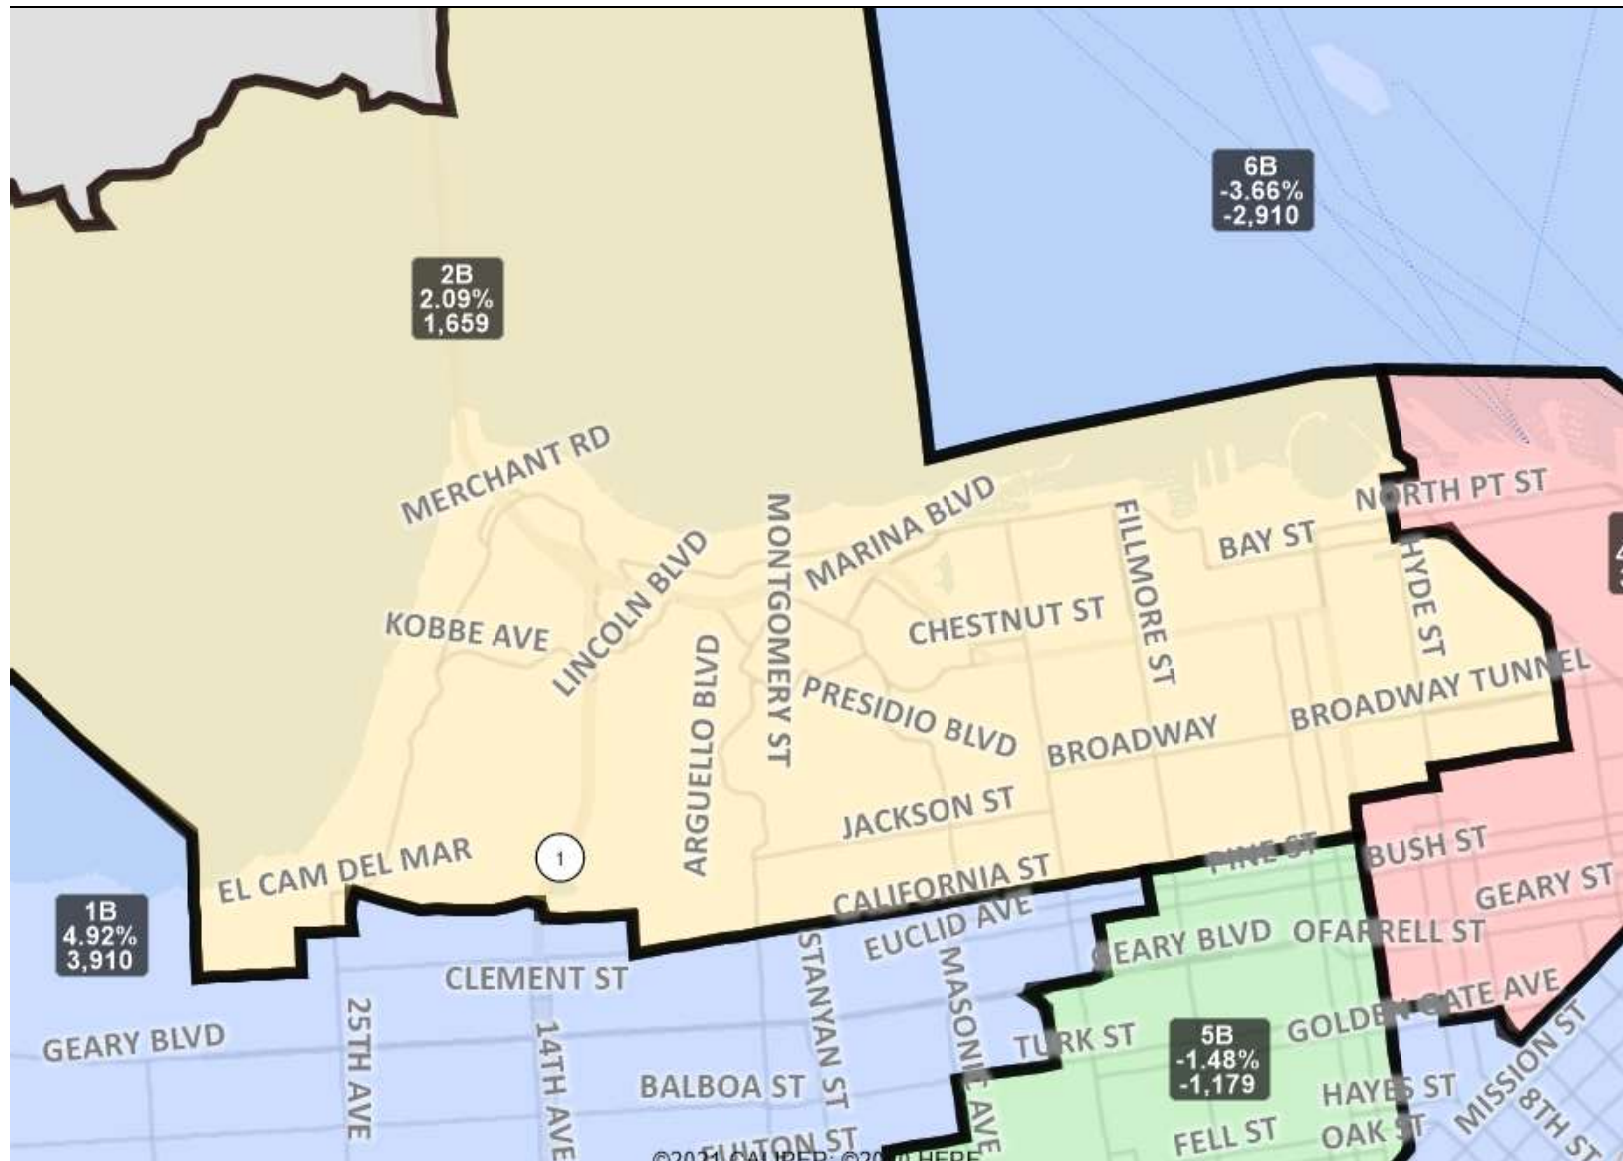 6B
-3.66%
-2,910
2B
2.09%
1,659
MERCHANT RD
MONTGOMERY ST
MARINA BLVD
FILLMORE ST
NORTH PT ST
BAY ST
LINCOLN BLVD
HYDE ST
KOBBE AVE
CHESTNUT ST
ARGUELLO BLVD
PRESIDIO BLVD
BROADWAY
BROADWAY TUNNEL
JACKSON ST
EL CAM DEL MAR
1
CALIFORNIA ST
PINE ST
BUSH ST
GEARY ST
1B
4.92%
3,910
EUCLID AVE
GEARY BLVD
OFARRELL ST
CLEMENT ST
STANYAN ST
MASONIC AVE
GOLDEN GATE AVE
GEARY BLVD
25TH AVE
14TH AVE
TURK ST
5B
-1.48%
-1,179
MISSION ST
BALBOA ST
HAYES ST
8TH ST
FULTON ST
FELL ST
OAK ST